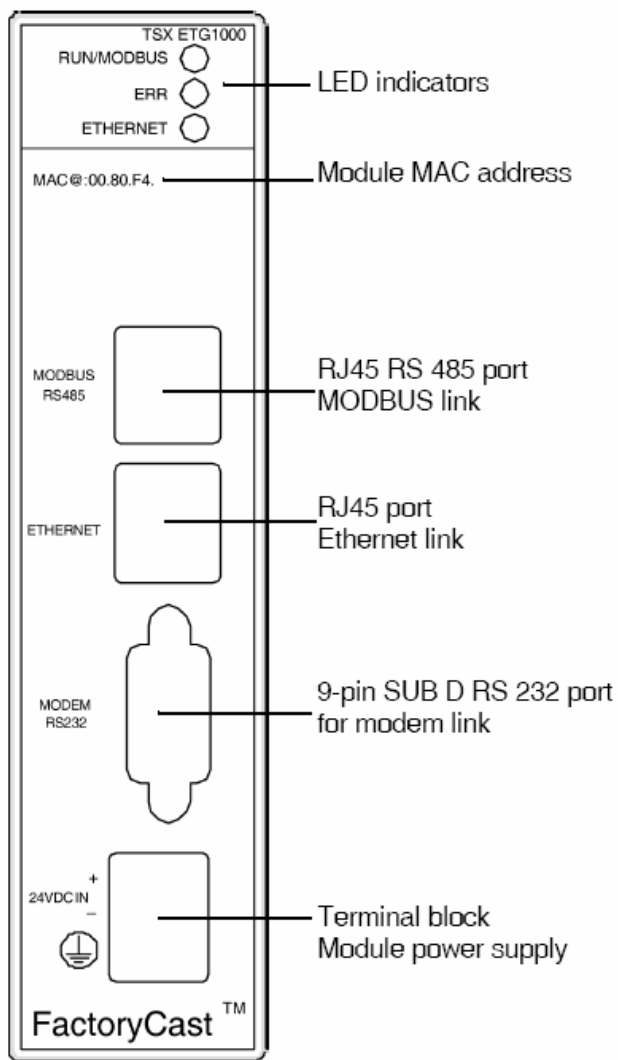 TSX ETG1000
RUN/MODBUS
ERR
ETHERNET
LED indicators
MAC@:00.80.F4.
Module MAC address
MODBUS
RS485
RJ45 RS 485 port
MODBUS link
ETHERNET
RJ45 port
Ethernet link
MODEM
RS232
9-pin SUB D RS 232 port
for modem link
+
24VDC IN
−
Terminal block
Module power supply
FactoryCast ™